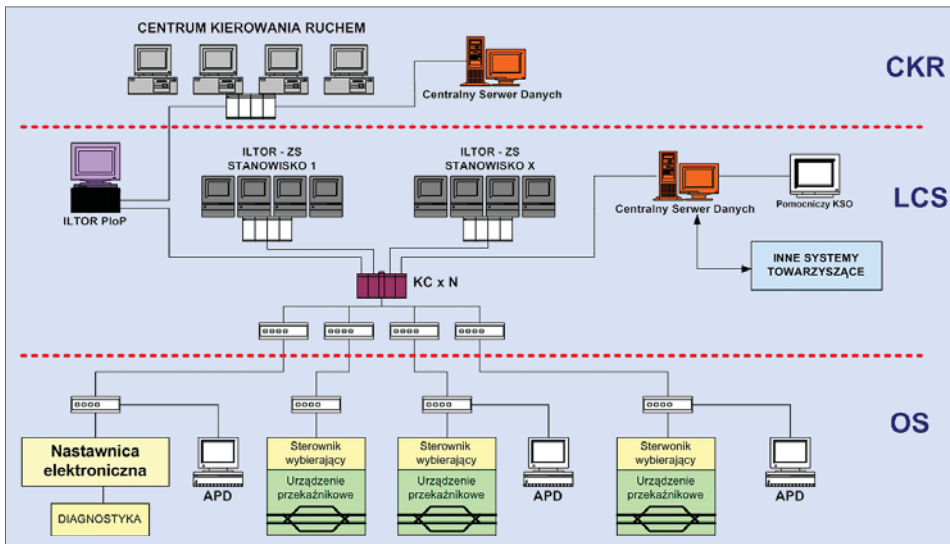 CENTRUM KIEROWANIA RUCHEM
CKR
Centralny Serwer Danych
ILTOR - ZS
STANOWISKO 1
ILTOR - ZS
STANOWISKO X
LCS
ILTOR PIoP
Centralny Serwer Danych
Pomocniczy KSO
INNE SYSTEMY
TOWARZYSZĄCE
KC x N
OS
Nastawnica
elektroniczna
DIAGNOSTYKA
APD
Sterownik
wybierający
Urządzenie
przekaźnikowe
Sterownik
wybierający
Urządzenie
przekaźnikowe
APD
Sterwonik
wybierający
Urządzenie
przekaźnikowe
APD